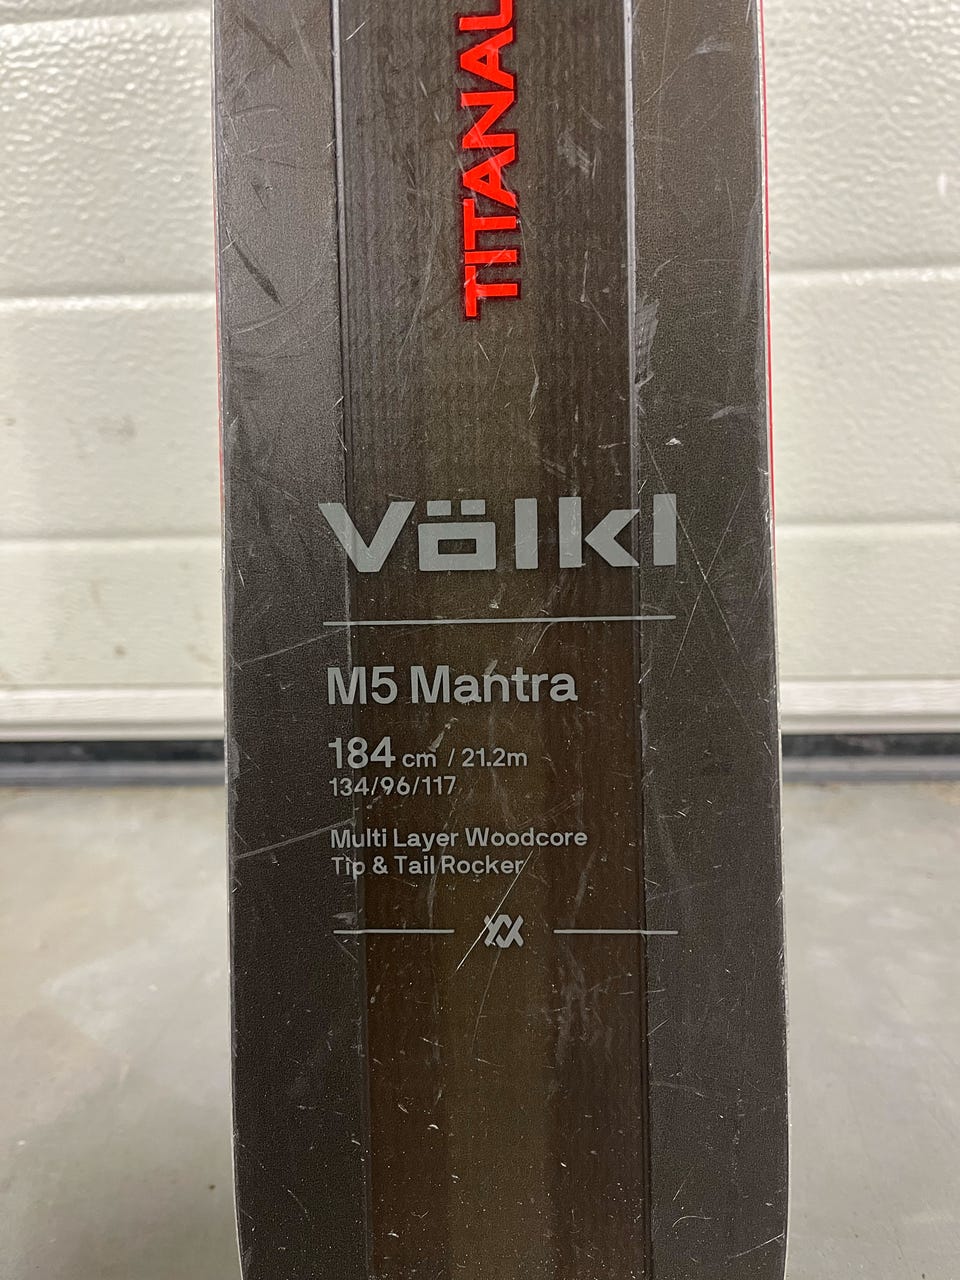 TITANAL
Völkl
M5 Mantra
184 cm / 21.2m
134/96/117
Multi Layer Woodcore
Tip & Tail Rocker